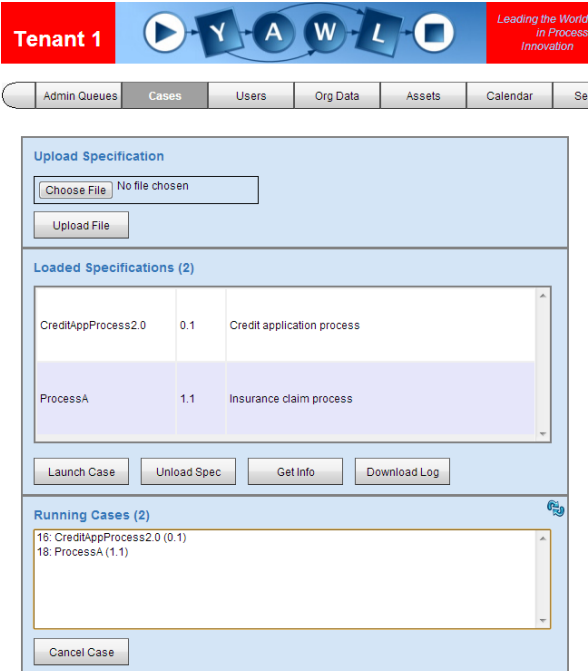 Tenant 1
YAWL
Leading the World
in Process
Innovation
Admin Queues Cases Users Org Data Assets Calendar Se
Upload Specification
Choose File No file chosen
Upload File
Loaded Specifications (2)
CreditAppProcess2.0 0.1 Credit application process
ProcessA 1.1 Insurance claim process
Launch Case Unload Spec Get Info Download Log
Running Cases (2)
16: CreditAppProcess2.0 (0.1)
18: ProcessA (1.1)
Cancel Case